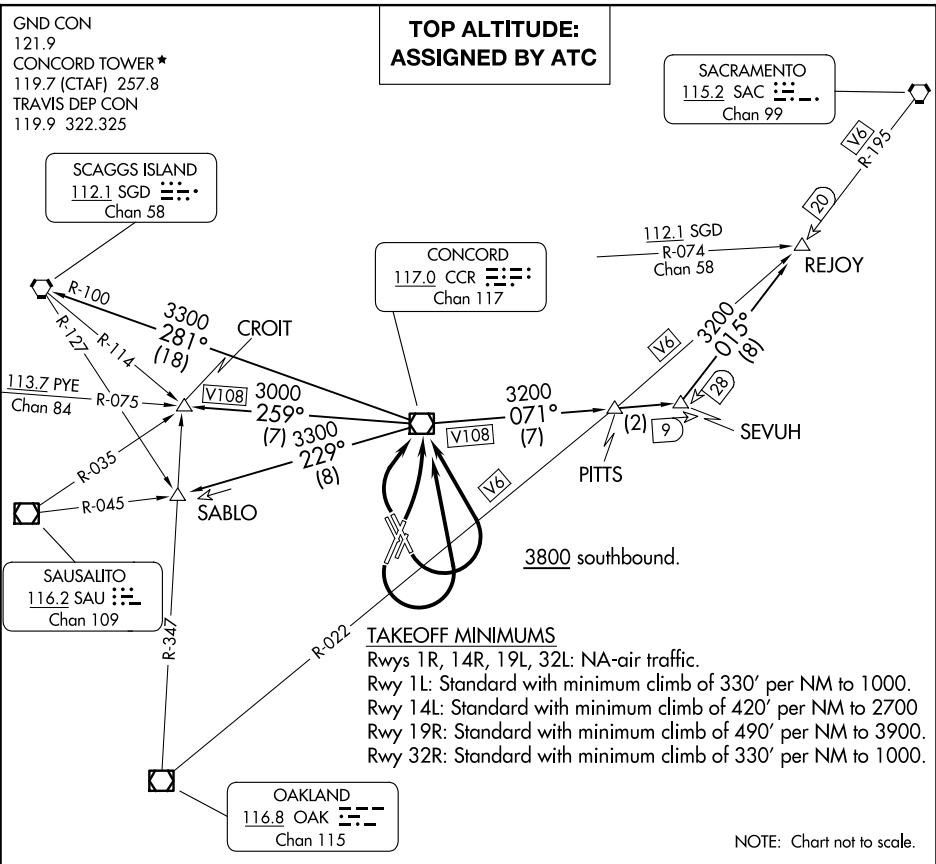 GND CON
121.9
CONCORD TOWER★
119.7 (CTAF) 257.8
TRAVIS DEP CON
119.9 322.325
TOP ALTITUDE:
ASSIGNED BY ATC
SACRAMENTO
115.2 SAC
Chan 99
V6
R-195
20
SCAGGS ISLAND
112.1 SGD
Chan 58
CONCORD
117.0 CCR
Chan 117
112.1 SGD
R-074
Chan 58
REJOY
R-100
3300
281°
(18)
CROIT
R-127
R-114
V6
3200
015°
(8)
28
113.7 PYE
R-075
Chan 84
V108
3000
259°
(7)
3300
229°
(8)
3200
071°
(7)
V108
(2)
9
SEVUH
PITTS
R-035
R-045
SABLO
V6
SAUSALITO
116.2 SAU
Chan 109
3800 southbound.
R-347
R-022
TAKEOFF MINIMUMS
Rwys 1R, 14R, 19L, 32L: NA-air traffic.
Rwy 1L: Standard with minimum climb of 330' per NM to 1000.
Rwy 14L: Standard with minimum climb of 420' per NM to 2700
Rwy 19R: Standard with minimum climb of 490' per NM to 3900.
Rwy 32R: Standard with minimum climb of 330' per NM to 1000.
OAKLAND
116.8 OAK
Chan 115
NOTE: Chart not to scale.